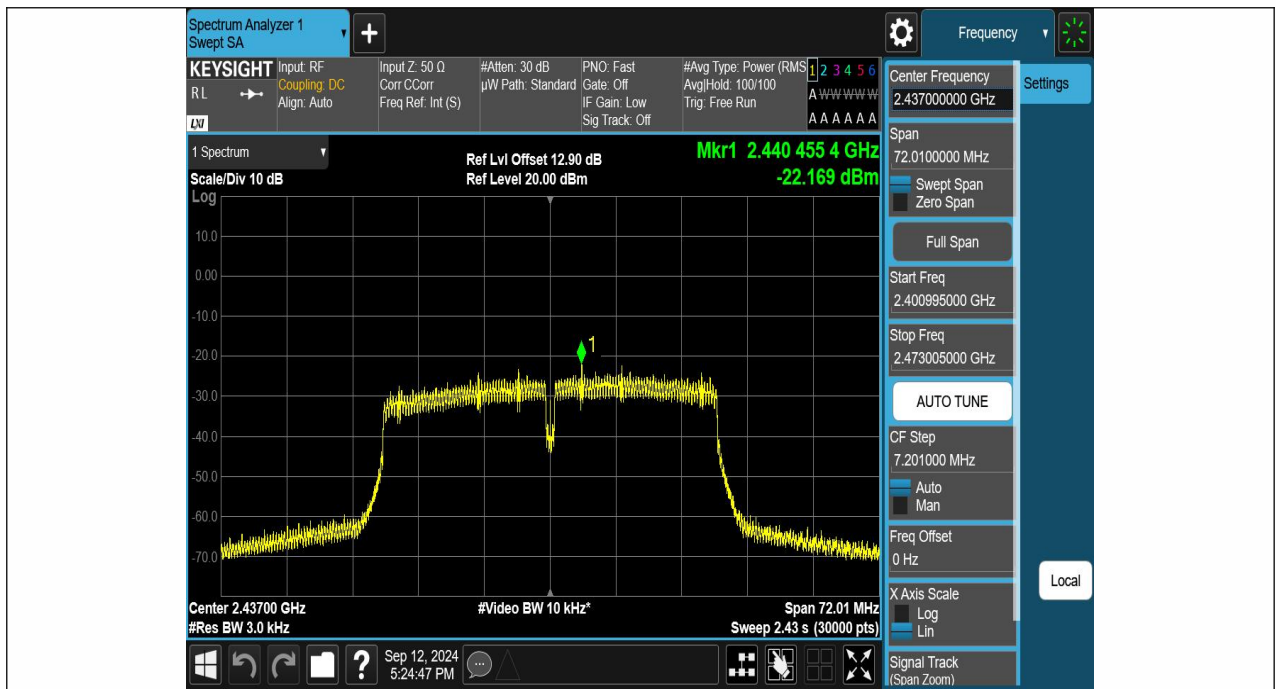 Spectrum Analyzer 1
Swept SA
+
Frequency
KEYSIGHT
R L
LXI
Input: RF
Coupling: DC
Align: Auto
Input Z: 50 Ω
Corr CCorr
Freq Ref: Int (S)
#Atten: 30 dB
µW Path: Standard
PNO: Fast
Gate: Off
IF Gain: Low
Sig Track: Off
#Avg Type: Power (RMS
Avg|Hold: 100/100
Trig: Free Run
1 2 3 4 5 6
A W W W W W
A A A A A A
1 Spectrum
Scale/Div 10 dB
Ref Lvl Offset 12.90 dB
Ref Level 20.00 dBm
Mkr1 2.440 455 4 GHz
-22.169 dBm
Log
10.0
0.00
-10.0
-20.0
-30.0
-40.0
-50.0
-60.0
-70.0
1
Center 2.43700 GHz
#Res BW 3.0 kHz
#Video BW 10 kHz*
Span 72.01 MHz
Sweep 2.43 s (30000 pts)
Center Frequency
2.437000000 GHz
Span
72.0100000 MHz
Swept Span
Zero Span
Full Span
Start Freq
2.400995000 GHz
Stop Freq
2.473005000 GHz
AUTO TUNE
CF Step
7.201000 MHz
Auto
Man
Freq Offset
0 Hz
X Axis Scale
Log
Lin
Signal Track
(Span Zoom)
Settings
Local
?
Sep 12, 2024
5:24:47 PM